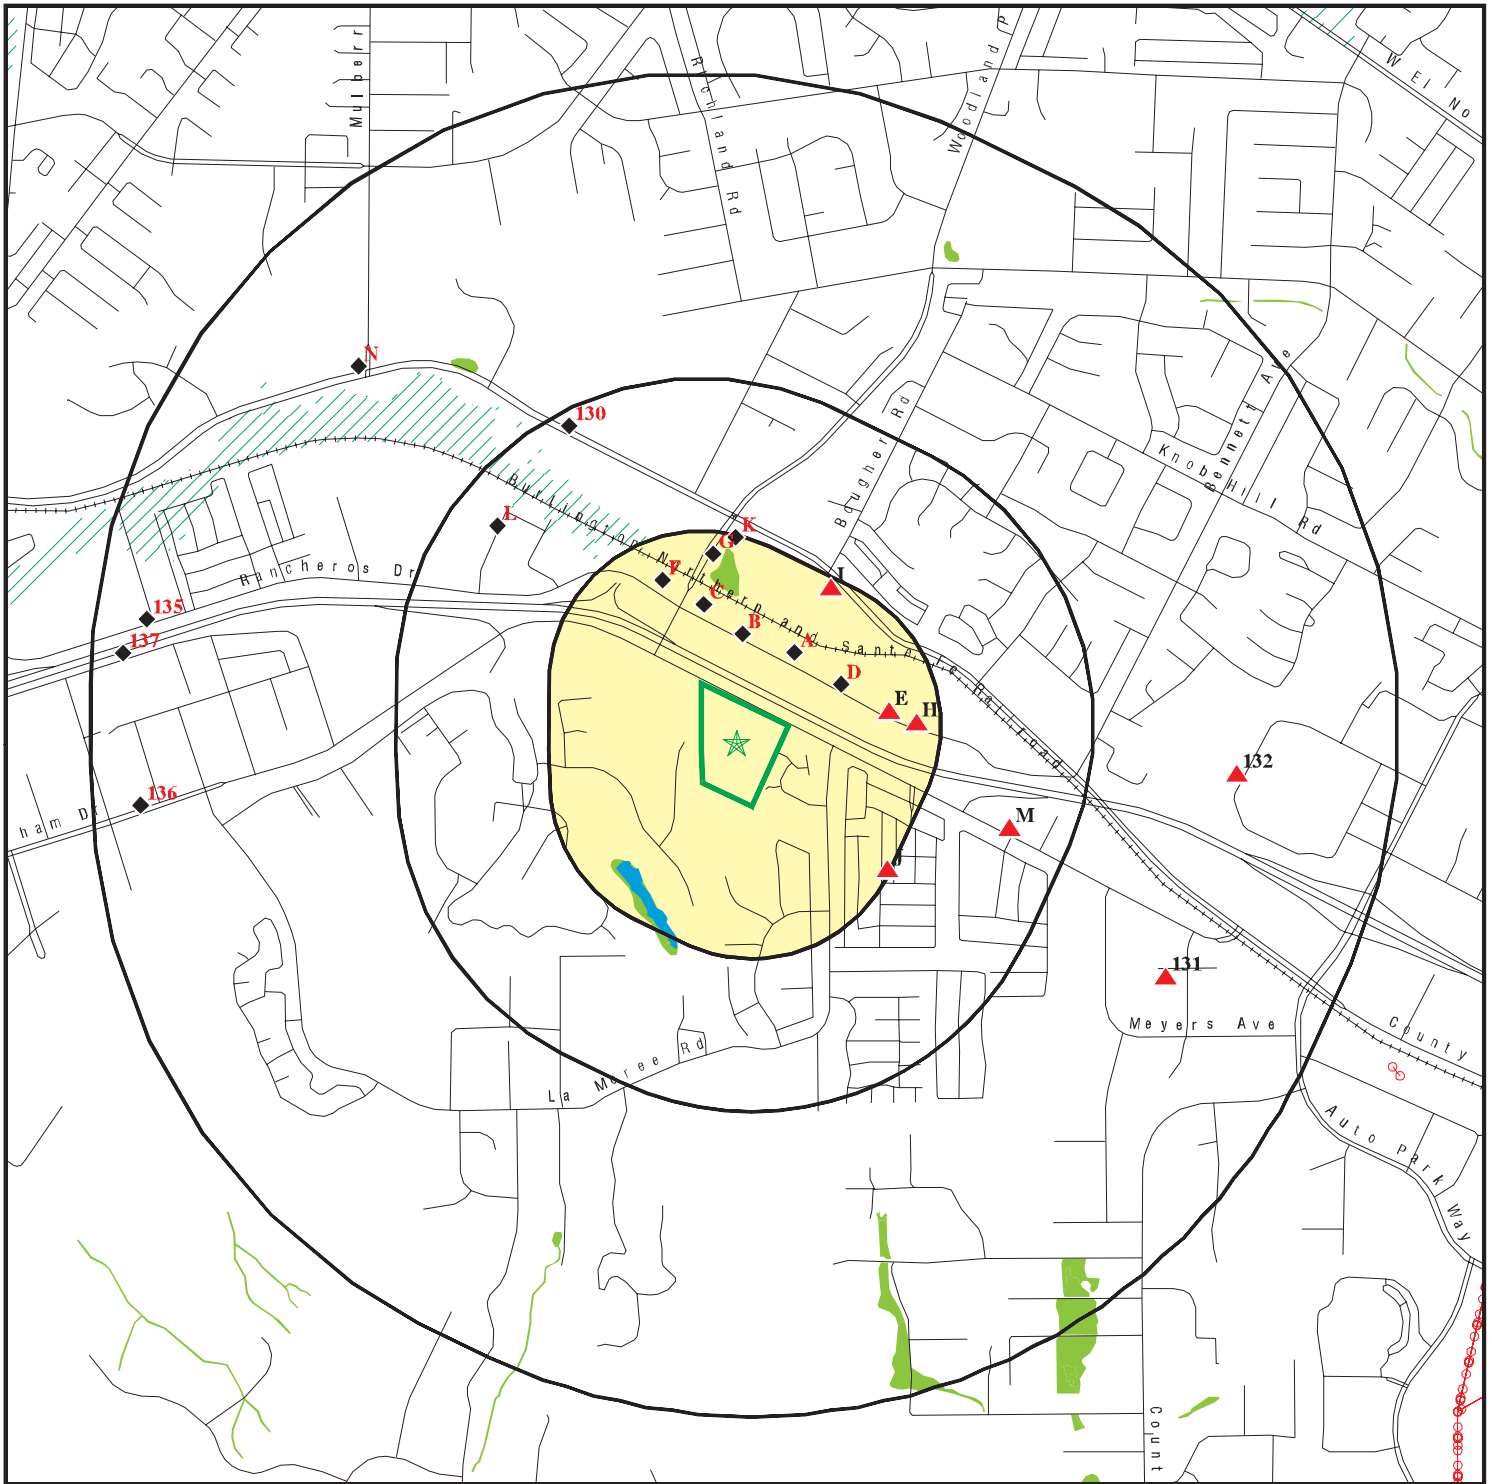 Mulberr
Richland Rd
Woodland P
W El No
N
130
Bougher Rd
Bennett Ave
Knob Hill Rd
L
Burlington Northern and Santa Fe Railroad
K
G
F
I
C
Rancheros Dr
135
B
A
137
D
E
H
132
136
ham Dr
M
J
131
Meyers Ave
County
La Moree Rd
Auto Park Way
Count